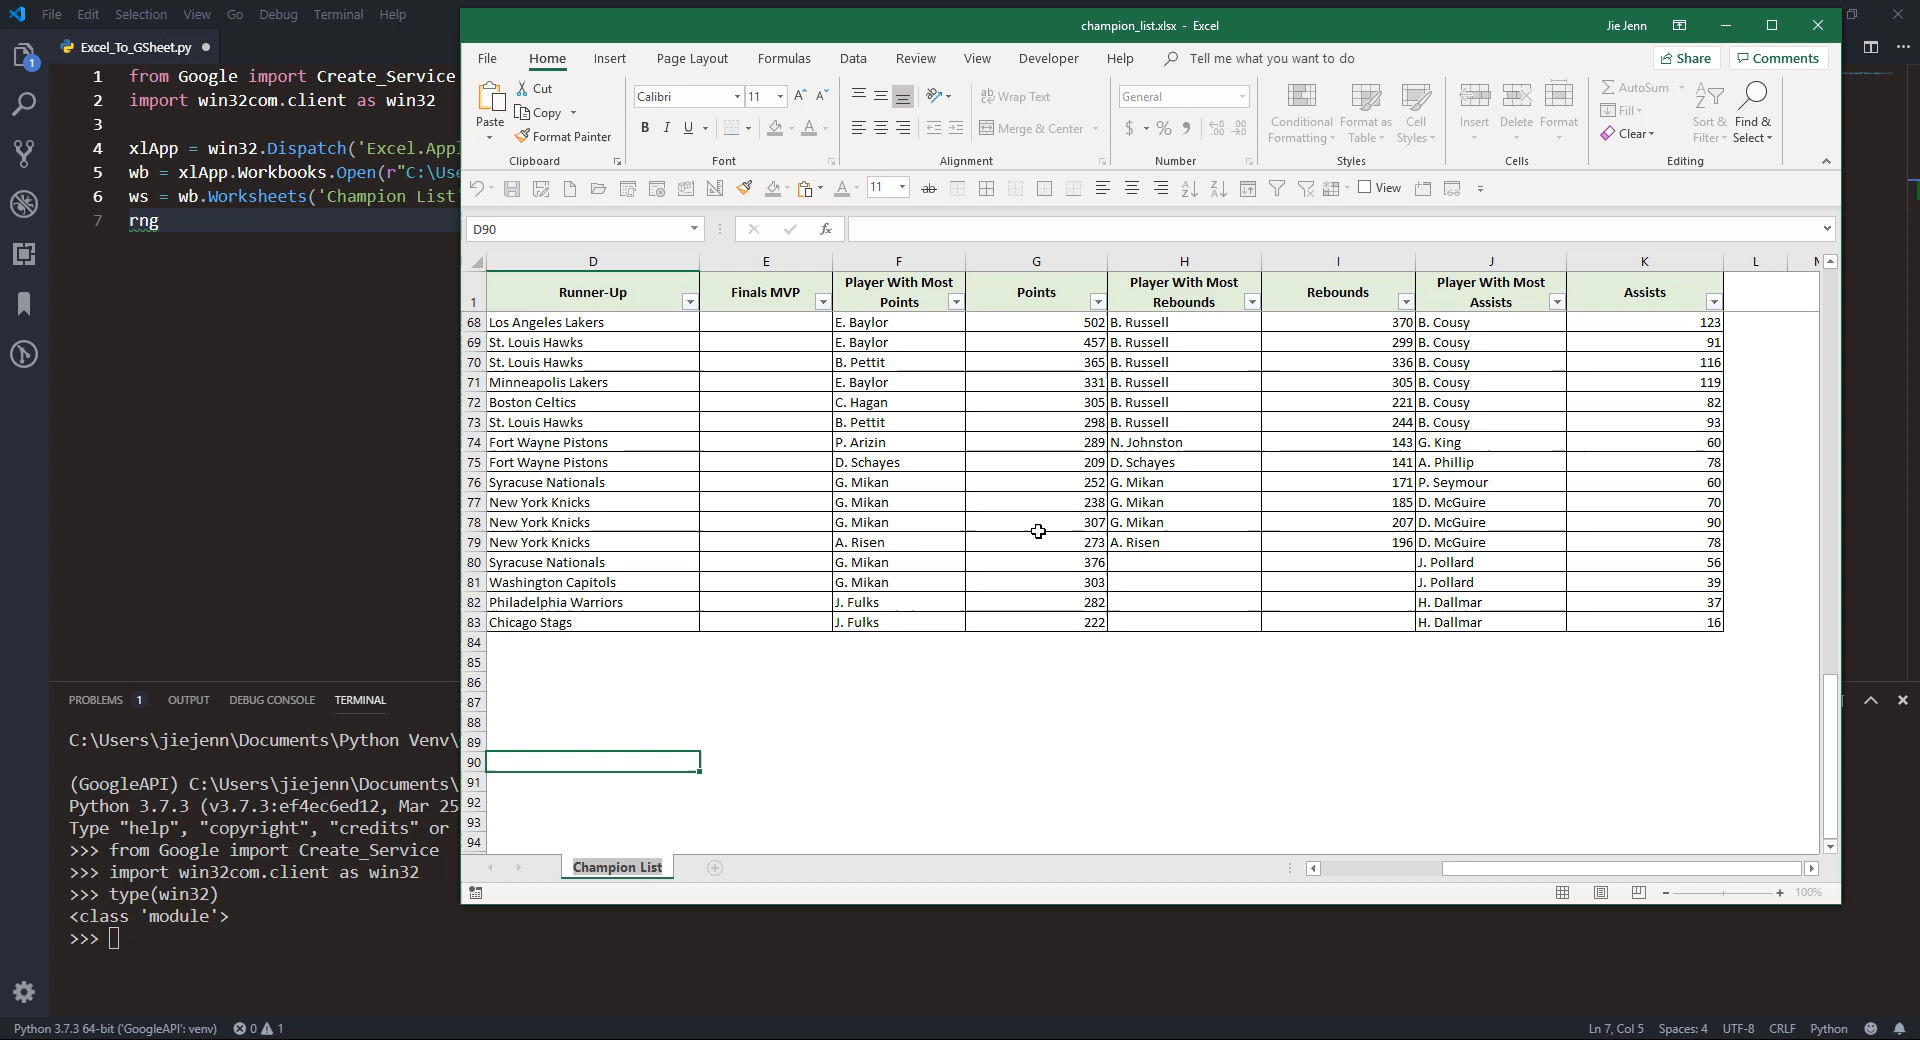 File Edit Selection View Go Debug Terminal Help
Excel_To_GSheet.py
1
1 from Google import Create_Service
2 import win32com.client as win32
3
4 xlApp = win32.Dispatch('Excel.Appl
5 wb = xlApp.Workbooks.Open(r"C:\Use
6 ws = wb.Worksheets('Champion List'
7 rng
champion_list.xlsx - Excel
Jie Jenn
File Home Insert Page Layout Formulas Data Review View Developer Help Tell me what you want to do Share Comments
Paste
Cut
Copy
Format Painter
Clipboard
Calibri 11
B I U
Font
Wrap Text
Merge & Center
Alignment
General
$ % 9
Number
Conditional Formatting
Format as Table
Cell Styles
Styles
Insert Delete Format
Cells
AutoSum
Fill
Clear
Sort & Filter
Find & Select
Editing
11 ab View
D90 fx
D E F G H I J K L
1 Runner-Up Finals MVP Player With Most Points Points Player With Most Rebounds Rebounds Player With Most Assists Assists
68 Los Angeles Lakers E. Baylor 502 B. Russell 370 B. Cousy 123
69 St. Louis Hawks E. Baylor 457 B. Russell 299 B. Cousy 91
70 St. Louis Hawks B. Pettit 365 B. Russell 336 B. Cousy 116
71 Minneapolis Lakers E. Baylor 331 B. Russell 305 B. Cousy 119
72 Boston Celtics C. Hagan 305 B. Russell 221 B. Cousy 82
73 St. Louis Hawks B. Pettit 298 B. Russell 244 B. Cousy 93
74 Fort Wayne Pistons P. Arizin 289 N. Johnston 143 G. King 60
75 Fort Wayne Pistons D. Schayes 209 D. Schayes 141 A. Phillip 78
76 Syracuse Nationals G. Mikan 252 G. Mikan 171 P. Seymour 60
77 New York Knicks G. Mikan 238 G. Mikan 185 D. McGuire 70
78 New York Knicks G. Mikan 307 G. Mikan 207 D. McGuire 90
79 New York Knicks A. Risen 273 A. Risen 196 D. McGuire 78
80 Syracuse Nationals G. Mikan 376 J. Pollard 56
81 Washington Capitols G. Mikan 303 J. Pollard 39
82 Philadelphia Warriors J. Fulks 282 H. Dallmar 37
83 Chicago Stags J. Fulks 222 H. Dallmar 16
84
85
86
87
88
89
90
91
92
93
94
Champion List
100%
PROBLEMS 1 OUTPUT DEBUG CONSOLE TERMINAL
C:\Users\jiejenn\Documents\Python Venv\
(GoogleAPI) C:\Users\jiejenn\Documents\
Python 3.7.3 (v3.7.3:ef4ec6ed12, Mar 25
Type "help", "copyright", "credits" or
>>> from Google import Create_Service
>>> import win32com.client as win32
>>> type(win32)
<class 'module'>
>>>
Python 3.7.3 64-bit ('GoogleAPI': venv) 0 1
Ln 7, Col 5 Spaces: 4 UTF-8 CRLF Python